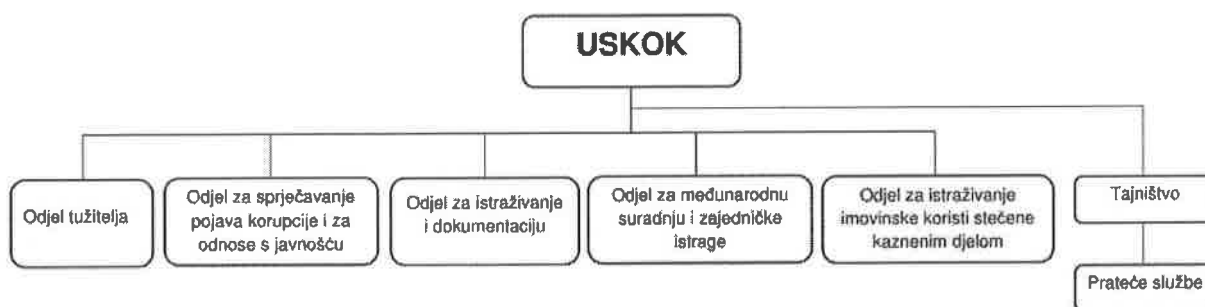 USKOK
Odjel tužitelja
Odjel za sprječavanje
pojava korupcije i za
odnose s javnošću
Odjel za istraživanje
i dokumentaciju
Odjel za međunarodnu
suradnju i zajedničke
istrage
Odjel za istraživanje
imovinske koristi stečene
kaznenim djelom
Tajništvo
Prateće službe